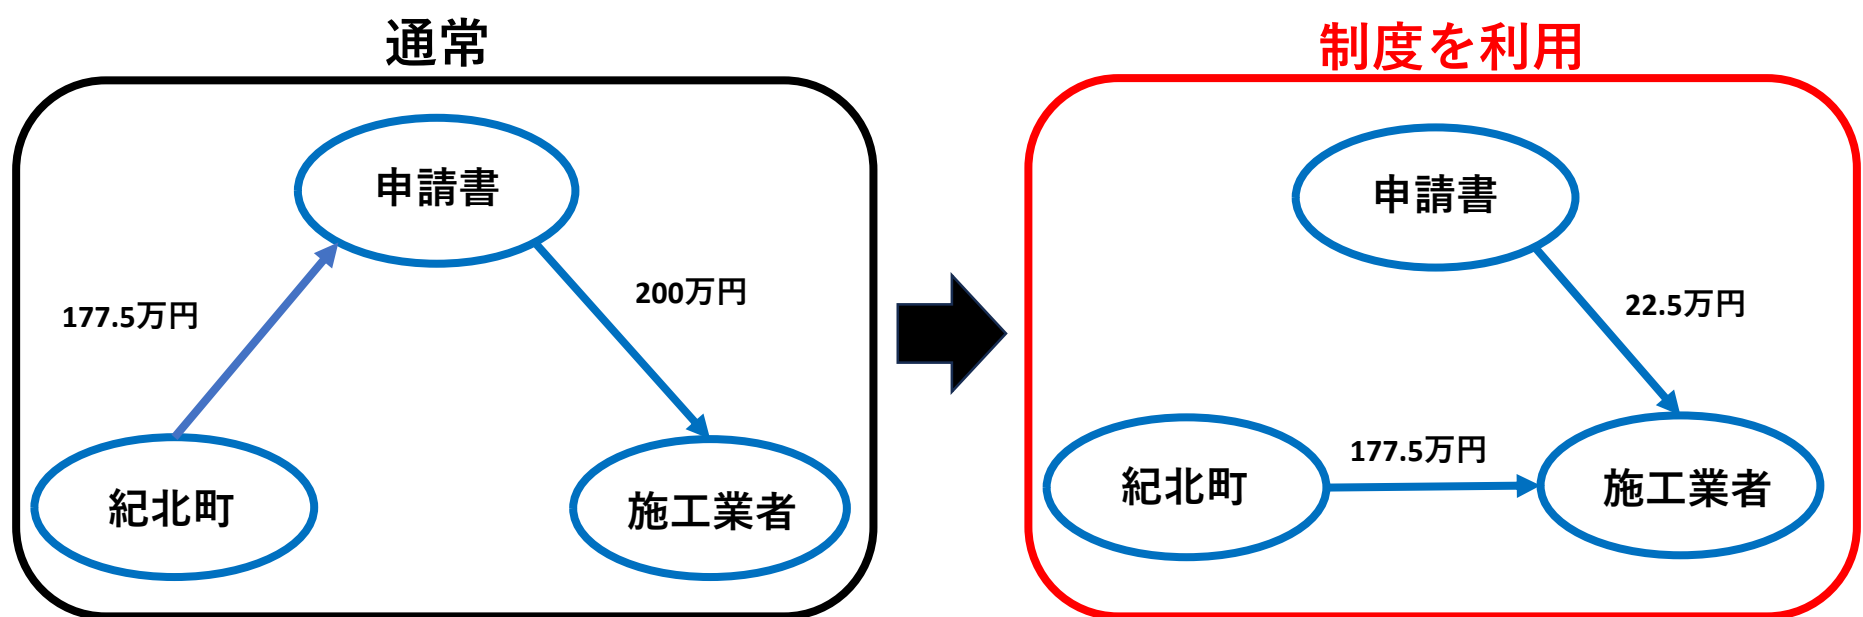 通常
申請書
177.5万円
200万円
紀北町
施工業者
制度を利用
申請書
22.5万円
177.5万円
紀北町
施工業者